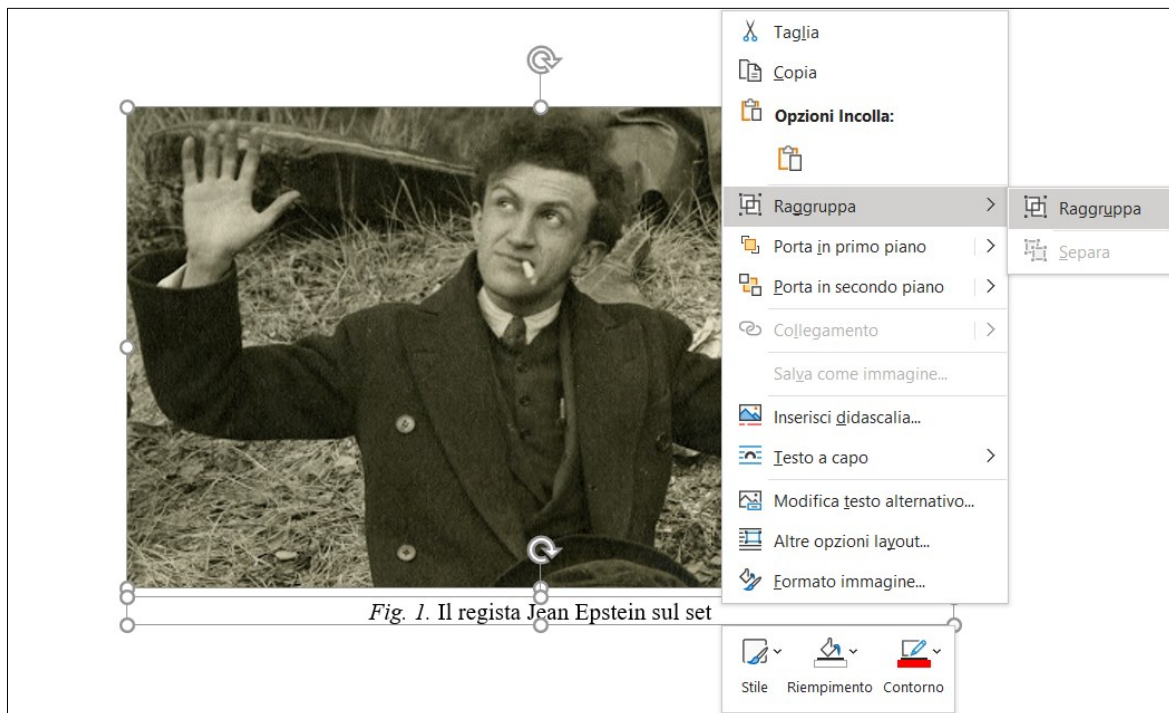 Taglia
Copia
Opzioni Incolla:
Raggruppa
Raggruppa
Separa
Porta in primo piano
Porta in secondo piano
Collegamento
Salva come immagine...
Inserisci didascalia...
Testo a capo
Modifica testo alternativo...
Altre opzioni layout...
Formato immagine...
Fig. 1. Il regista Jean Epstein sul set
Stile Riempimento Contorno